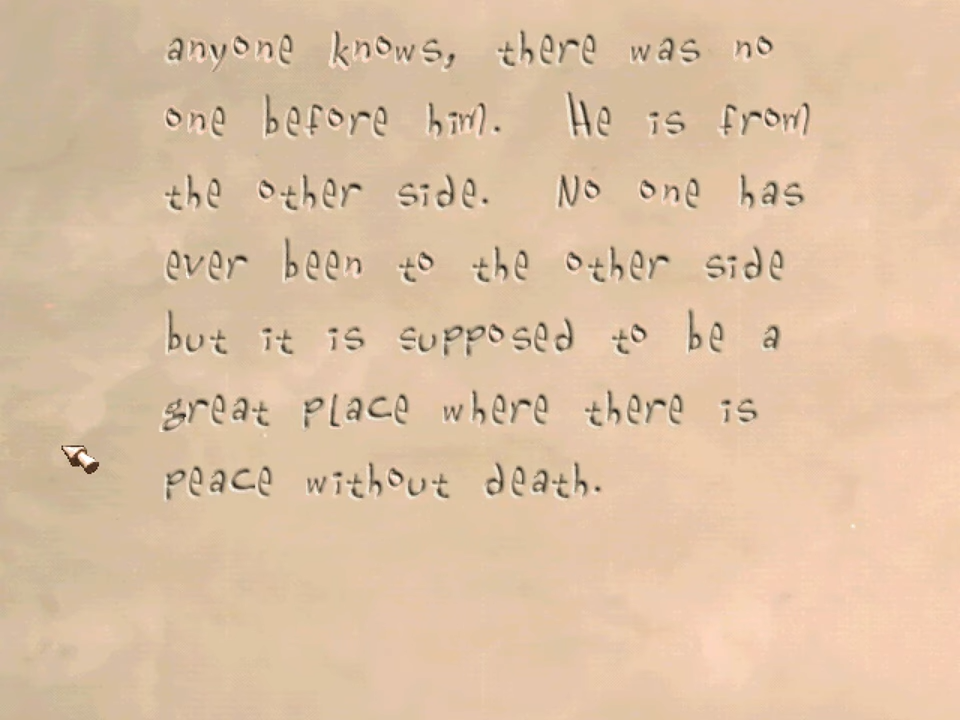 anyone knows, there was no
one before him. He is from
the other side. No one has
ever been to the other side
but it is supposed to be a
great place where there is
peace without death.